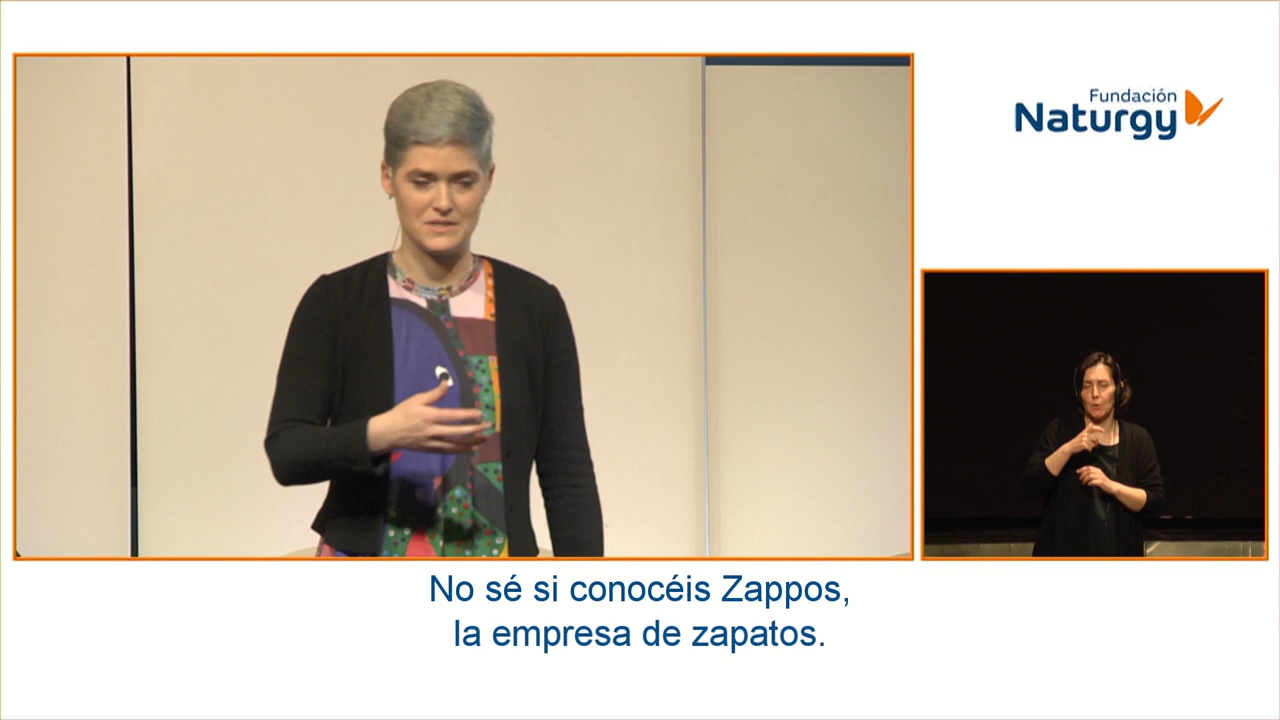 Fundación
Naturgy
No sé si conocéis Zappos,
la empresa de zapatos.